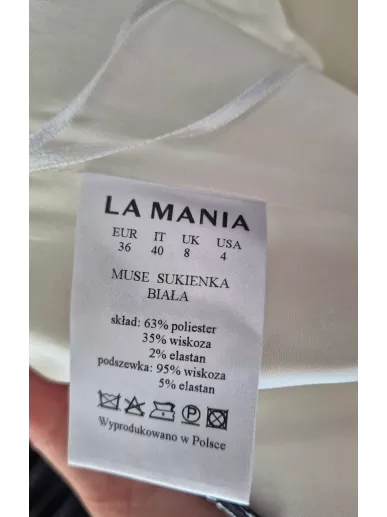 LA MANIA
EUR IT UK USA
36 40 8 4
MUSE SUKIENKA
BIAŁA
skład: 63% poliester
35% wiskoza
2% elastan
podszewka: 95% wiskoza
5% elastan
Wyprodukowano w Polsce